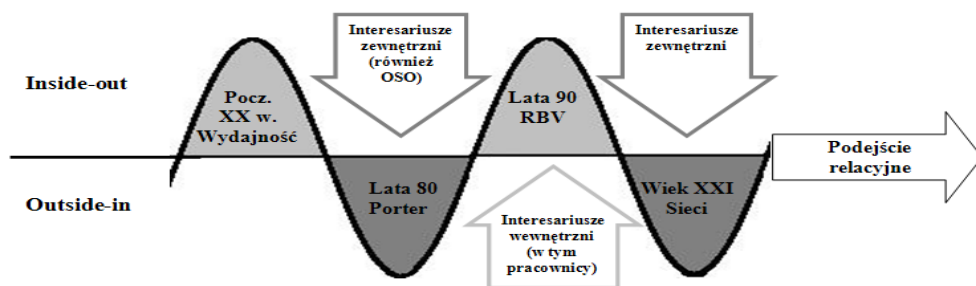 Interesariusze
zewnętrzni
(również
OSO)
Interesariusze
zewnętrzni
Inside-out
Pocz.
XX w.
Wydajność
Lata 90
RBV
Podejście
relacyjne
Outside-in
Lata 80
Porter
Wiek XXI
Sieci
Interesariusze
wewnętrzni
(w tym
pracownicy)